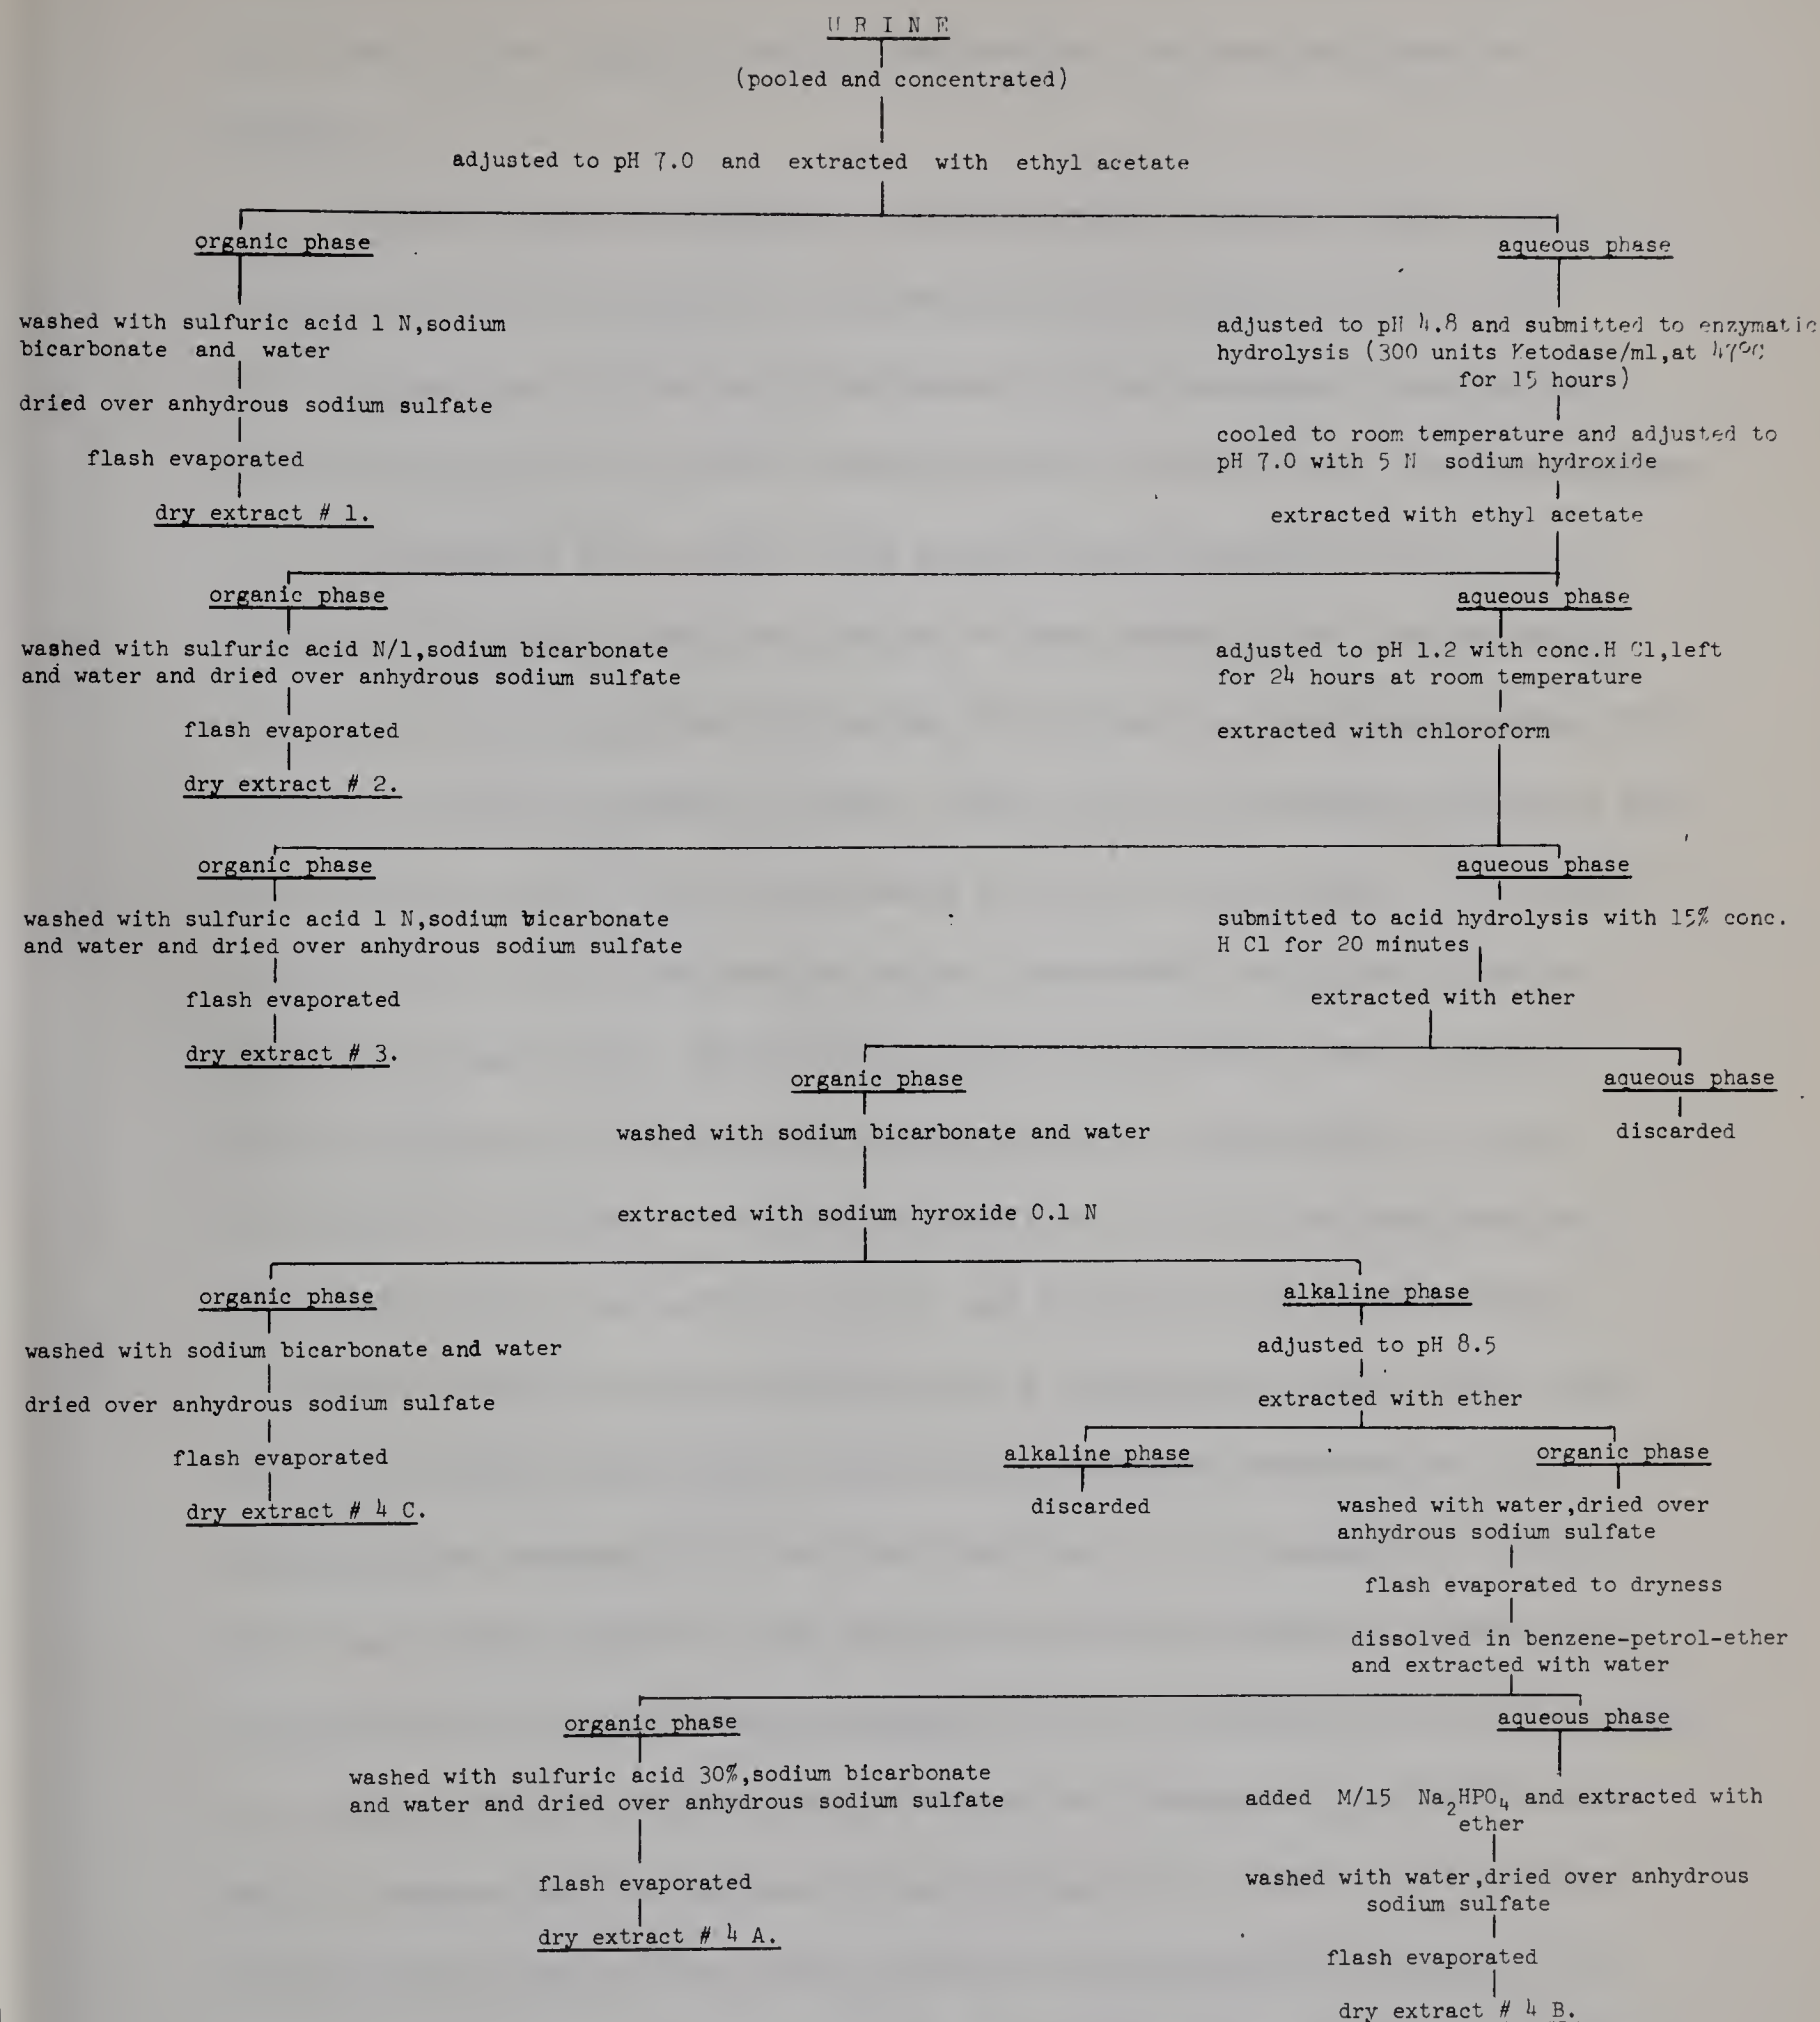 U R I N E
(pooled and concentrated)
adjusted to pH 7.0 and extracted with ethyl acetate
organic phase
washed with sulfuric acid 1 N,sodium
bicarbonate and water
dried over anhydrous sodium sulfate
flash evaporated
dry extract # 1.
aqueous phase
adjusted to pH 4.8 and submitted to enzymatic
hydrolysis (300 units Ketodase/ml,at 47°C
for 15 hours)
cooled to room temperature and adjusted to
pH 7.0 with 5 N sodium hydroxide
extracted with ethyl acetate
organic phase
washed with sulfuric acid N/1,sodium bicarbonate
and water and dried over anhydrous sodium sulfate
flash evaporated
dry extract # 2.
aqueous phase
adjusted to pH 1.2 with conc.H Cl,left
for 24 hours at room temperature
extracted with chloroform
organic phase
washed with sulfuric acid 1 N,sodium bicarbonate
and water and dried over anhydrous sodium sulfate
flash evaporated
dry extract # 3.
aqueous phase
submitted to acid hydrolysis with 15% conc.
H Cl for 20 minutes
extracted with ether
organic phase
washed with sodium bicarbonate and water
extracted with sodium hyroxide 0.1 N
aqueous phase
discarded
organic phase
washed with sodium bicarbonate and water
dried over anhydrous sodium sulfate
flash evaporated
dry extract # 4 C.
alkaline phase
adjusted to pH 8.5
extracted with ether
alkaline phase
discarded
organic phase
washed with water,dried over
anhydrous sodium sulfate
flash evaporated to dryness
dissolved in benzene-petrol-ether
and extracted with water
organic phase
washed with sulfuric acid 30%,sodium bicarbonate
and water and dried over anhydrous sodium sulfate
flash evaporated
dry extract # 4 A.
aqueous phase
added M/15 Na₂HPO₄ and extracted with
ether
washed with water,dried over anhydrous
sodium sulfate
flash evaporated
dry extract # 4 B.